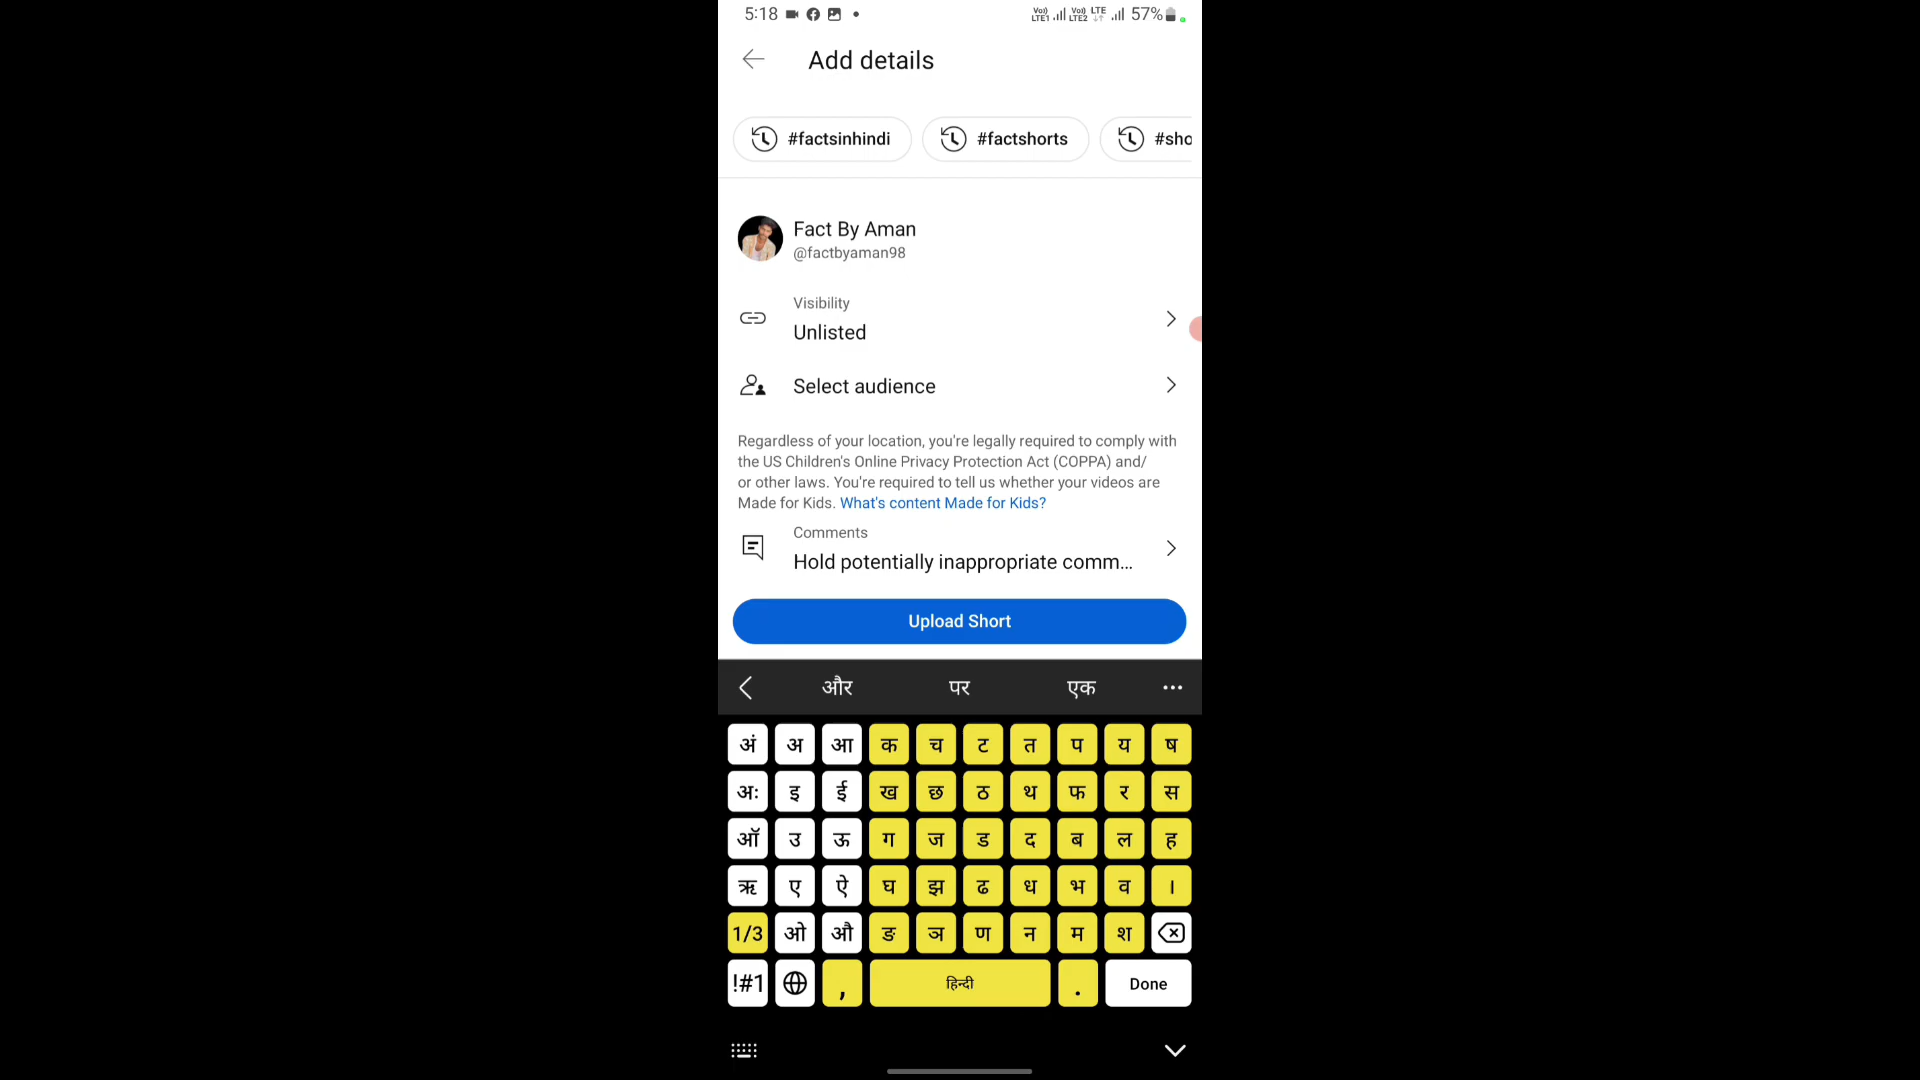 5:18 57%
Add details
#factsinhindi #factshorts #sho
Fact By Aman
@factbyaman98
Visibility
Unlisted
Select audience
Regardless of your location, you're legally required to comply with
the US Children's Online Privacy Protection Act (COPPA) and/
or other laws. You're required to tell us whether your videos are
Made for Kids. What's content Made for Kids?
Comments
Hold potentially inappropriate comm...
Upload Short
और पर एक
अं अ आ क च ट त प य ष
अः इ ई ख छ ठ थ फ र स
ऑ उ ऊ ग ज ड द ब ल ह
ऋ ए ऐ घ झ ढ ध भ व ।
1/3 ओ औ ङ ञ ण न म श
!#1 , हिन्दी . Done